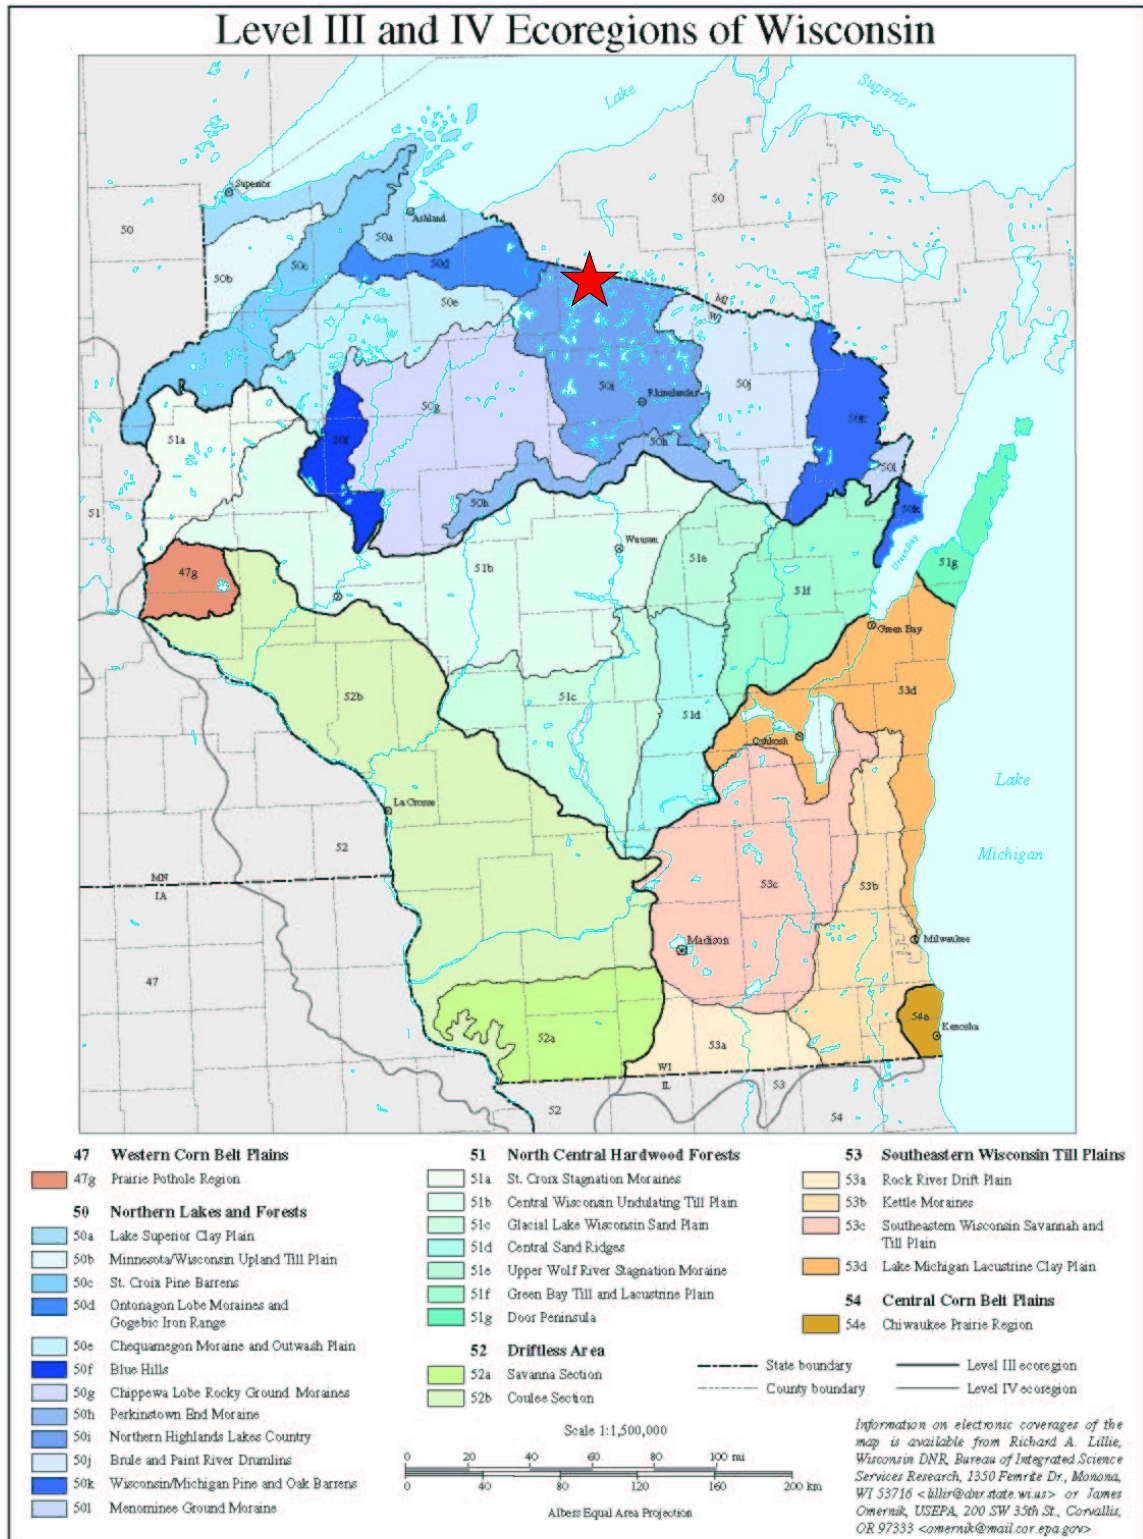 Level III and IV Ecoregions of Wisconsin
Lake
Superior
Superior
50
50
Ashland
50a
50c
50d
50b
50e
MI
WI
50i
50j
Rhinelander
50g
50k
51a
50f
50h
50l
50h
50k
51
Wausau
Green Bay
47g
51b
51e
51g
51f
Green Bay
52b
51c
53d
51d
Oshkosh
Lake
La Crosse
52
Michigan
MN
IA
53c
53b
Madison
Milwaukee
47
54e
Kenosha
52a
53a
WI
IL
53
52
54
47 Western Corn Belt Plains
47g Prairie Pothole Region
50 Northern Lakes and Forests
50a Lake Superior Clay Plain
50b Minnesota/Wisconsin Upland Till Plain
50c St. Croix Pine Barrens
50d Ontonagon Lobe Moraines and
Gogebic Iron Range
50e Chequamegon Moraine and Outwash Plain
50f Blue Hills
50g Chippewa Lobe Rocky Ground Moraines
50h Perkinstown End Moraine
50i Northern Highlands Lakes Country
50j Brule and Paint River Drumlins
50k Wisconsin/Michigan Pine and Oak Barrens
50l Menominee Ground Moraine
51 North Central Hardwood Forests
51a St. Croix Stagnation Moraines
51b Central Wisconsin Undulating Till Plain
51c Glacial Lake Wisconsin Sand Plain
51d Central Sand Ridges
51e Upper Wolf River Stagnation Moraine
51f Green Bay Till and Lacustrine Plain
51g Door Peninsula
52 Driftless Area
52a Savanna Section
52b Coulee Section
53 Southeastern Wisconsin Till Plains
53a Rock River Drift Plain
53b Kettle Moraines
53c Southeastern Wisconsin Savannah and
Till Plain
53d Lake Michigan Lacustrine Clay Plain
54 Central Corn Belt Plains
54e Chiwaukee Prairie Region
State boundary
County boundary
Level III ecoregion
Level IV ecoregion
Scale 1:1,500,000
0 20 40 60 100 mi
0 40 80 120 160 200 km
Albers Equal Area Projection
Information on electronic coverages of the
map is available from Richard A. Lillie,
Wisconsin DNR, Bureau of Integrated Science
Services Research, 1350 Femrite Dr., Monona,
WI 53716 <lillir@dnr.state.wi.us> or James
Omernik, USEPA, 200 SW 35th St., Corvallis,
OR 97333 <omernik@mail.cor.epa.gov>